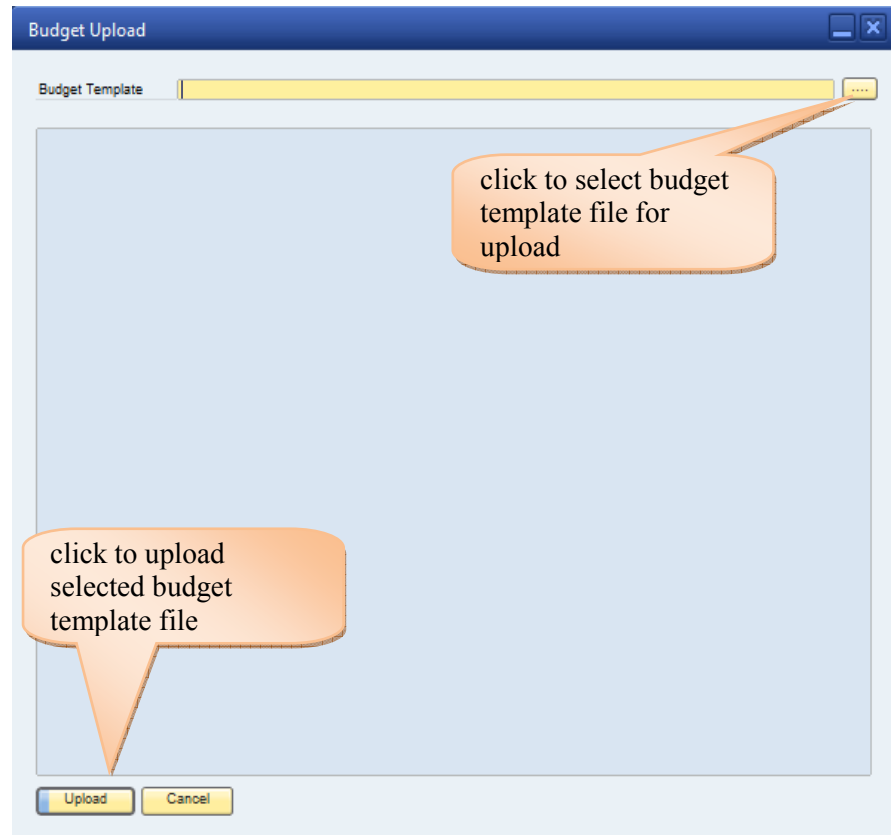 Budget Upload
Budget Template
....
click to select budget
template file for
upload
click to upload
selected budget
template file
Upload
Cancel